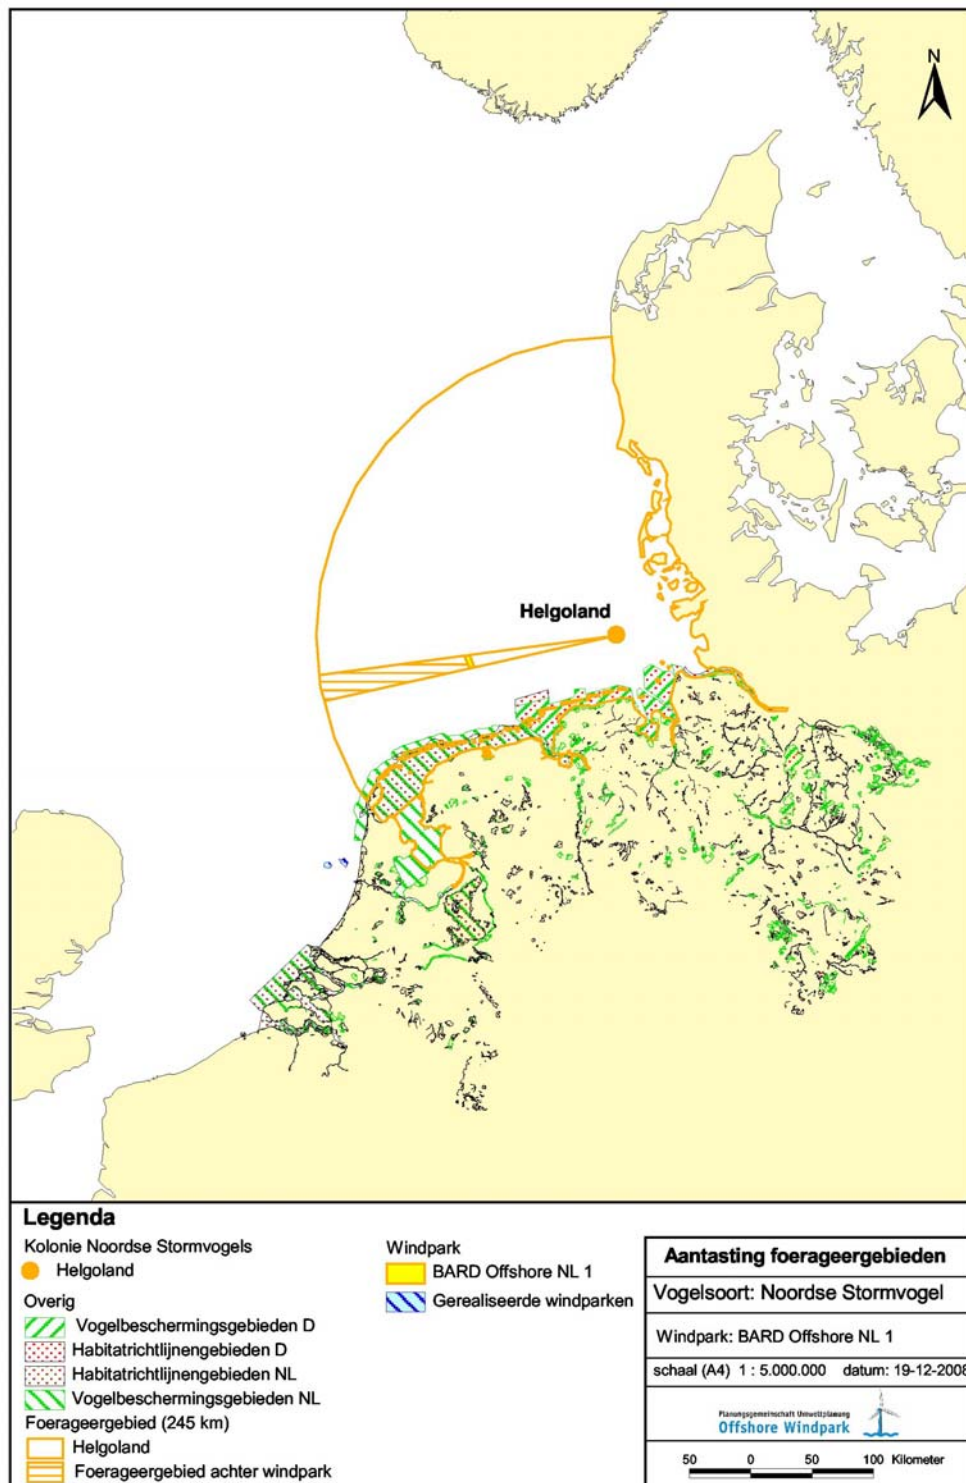 N
Helgoland
Legenda
Kolonie Noordse Stormvogels
Helgoland
Overig
Vogelbeschermingsgebieden D
Habitatrichtlijnengebieden D
Habitatrichtlijnengebieden NL
Vogelbeschermingsgebieden NL
Foerageergebied (245 km)
Helgoland
Foerageergebied achter windpark
Windpark
BARD Offshore NL 1
Gerealiseerde windparken
Aantasting foerageergebieden
Vogelsoort: Noordse Stormvogel
Windpark: BARD Offshore NL 1
schaal (A4) 1 : 5.000.000 datum: 19-12-2008
Planungsgemeinschaft Umweltplanung
Offshore Windpark
50 0 50 100 Kilometer